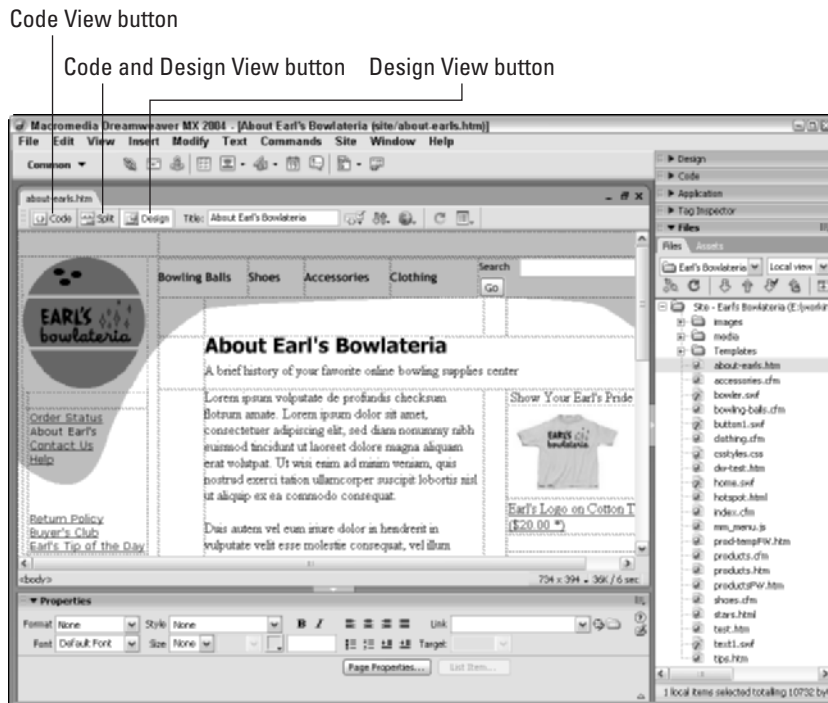 Code View button
Code and Design View button Design View button
Macromedia Dreamweaver MX 2004 - [About Earl's Bowlateria (site/about-earls.htm)]
File Edit View Insert Modify Text Commands Site Window Help
Common
about-earls.htm
Code Split Design Title: About Earl's Bowlateria
Bowling Balls Shoes Accessories Clothing Search
Go
EARL'S
bowlateria
About Earl's Bowlateria
A brief history of your favorite online bowling supplies center
Lorem ipsum volputate de profundis checksum
flotsum amate. Lorem ipsum dolor sit amet,
consectetuer adipiscing elit, sed diam nonummy nibh
euismod tincidunt ut laoreet dolore magna aliquam
erat volutpat. Ut wisi enim ad minim veniam, quis
nostrud exerci tation ullamcorper suscipit lobortis nisl
ut aliquip ex ea commodo consequat.
Duis autem vel eum iriure dolor in hendrerit in
vulputate velit esse molestie consequat, vel illum
Order Status
About Earl's
Contact Us
Help
Return Policy
Buyer's Club
Earl's Tip of the Day
Show Your Earl's Pride
EARL'S
bowlateria
Earl's Logo on Cotton T
($20.00 *)
<body> 734 x 394 36K / 6 sec
Properties
Format None Style None B I Link
Font Default Font Size None Target
Page Properties... List Item...
Design
Code
Application
Tag Inspector
Files
Files Assets
Earl's Bowlateria Local view
Site - Earl's Bowlateria (E:\workin
images
media
Templates
about-earls.htm
accessories.cfm
bowler.swf
bowling-balls.cfm
button1.swf
clothing.cfm
csstyles.css
dw-test.htm
home.swf
hotspot.html
index.cfm
mm_menu.js
prod-tempFW.htm
products.cfm
products.htm
productsFW.htm
shoes.cfm
stars.html
test.htm
text1.swf
tips.htm
1 local items selected totalling 10732 byt